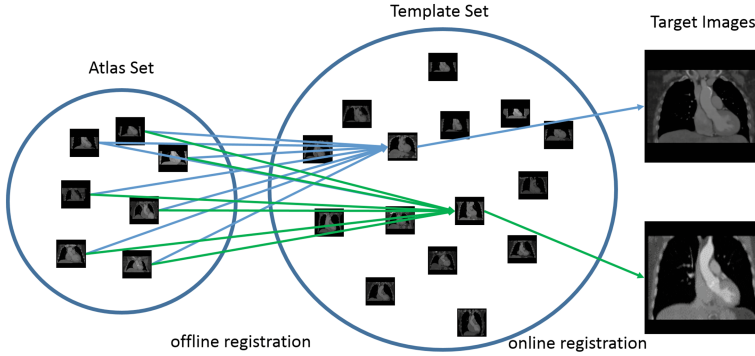 Template Set
Target Images
Atlas Set
offline registration
online registration